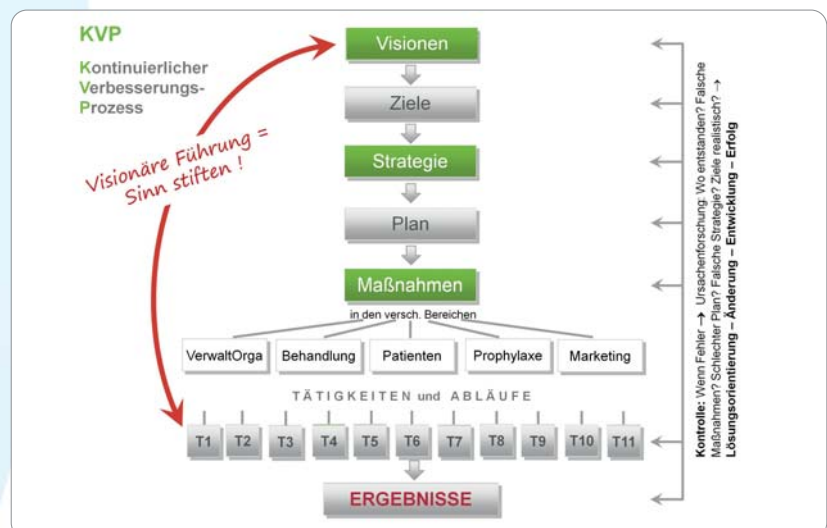 KVP
Kontinuierlicher
Verbesserungs-
Prozess
Visionäre Führung =
Sinn stiften !
Visionen
Ziele
Strategie
Plan
Maßnahmen
in den versch. Bereichen
VerwaltOrga Behandlung Patienten Prophylaxe Marketing
TÄTIGKEITEN und ABLÄUFE
T1 T2 T3 T4 T5 T6 T7 T8 T9 T10 T11
ERGEBNISSE
Kontrolle: Wenn Fehler → Ursachenforschung: Wo entstanden? Falsche
Maßnahmen? Schlechter Plan? Falsche Strategie? Ziele realistisch? →
Lösungsorientierung – Änderung – Entwicklung – Erfolg